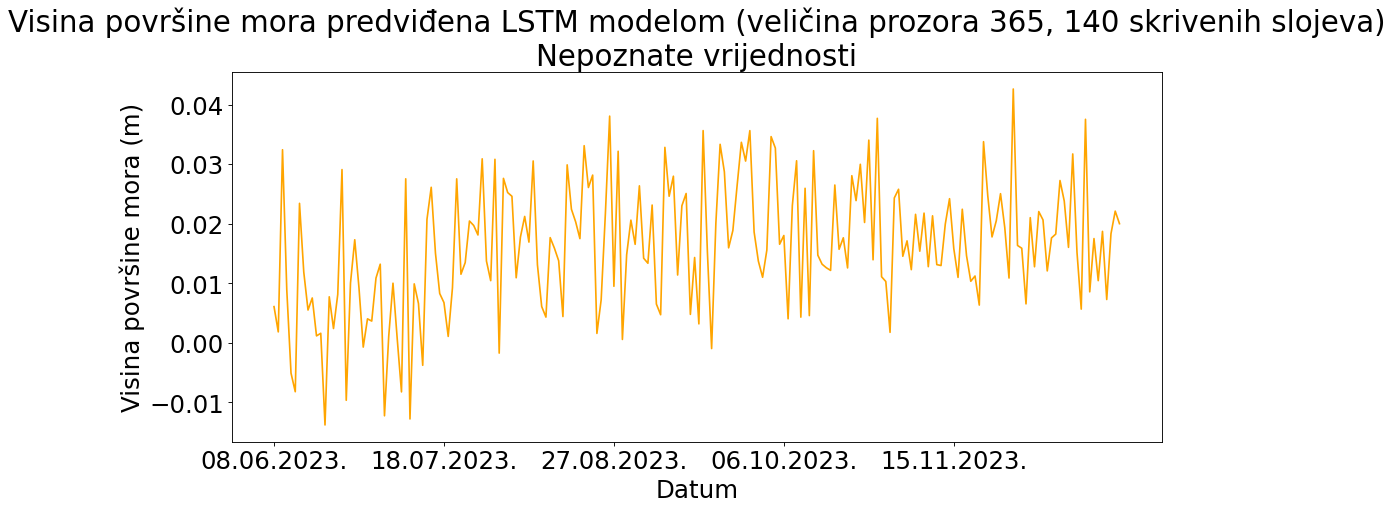 Visina površine mora predviđena LSTM modelom (veličina prozora 365, 140 skrivenih slojeva)
Nepoznate vrijednosti
Visina površine mora (m)
0.04
0.03
0.02
0.01
0.00
−0.01
08.06.2023. 18.07.2023. 27.08.2023. 06.10.2023. 15.11.2023.
Datum